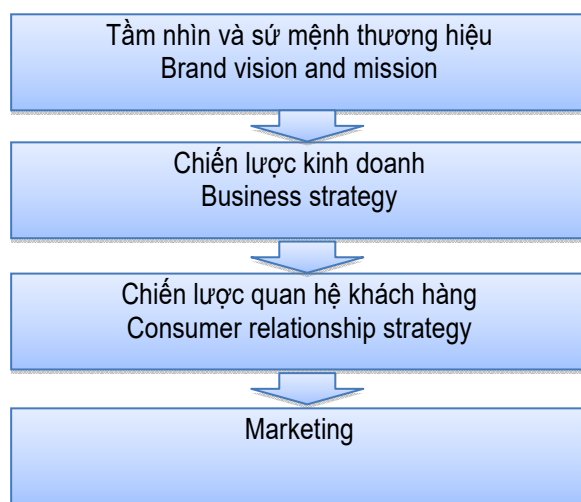 Tầm nhìn và sứ mệnh thương hiệu
Brand vision and mission
Chiến lược kinh doanh
Business strategy
Chiến lược quan hệ khách hàng
Consumer relationship strategy
Marketing